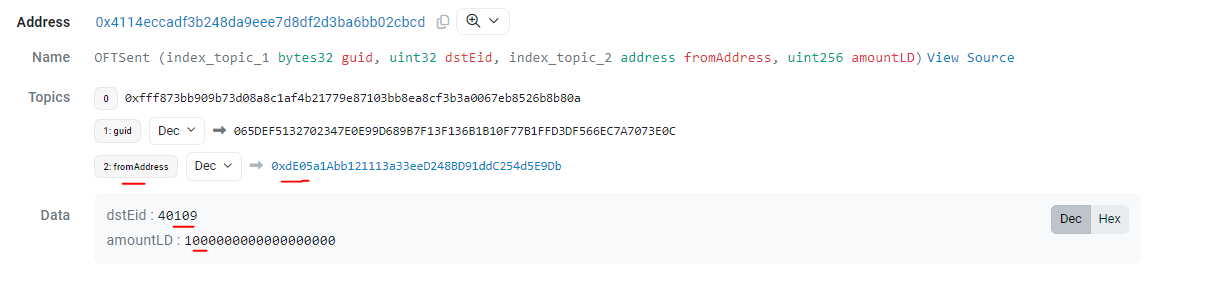 Address 0x4114eccadf3b248da9eee7d8df2d3ba6bb02cbcd
Name OFTSent (index_topic_1 bytes32 guid, uint32 dstEid, index_topic_2 address fromAddress, uint256 amountLD) View Source
Topics 0 0xfff873bb909b73d08a8c1af4b21779e87103bb8ea8cf3b3a0067eb8526b8b80a
1: guid Dec 065DEF5132702347E0E99D689B7F13F136B1B10F77B1FFD3DF566EC7A7073E0C
2: fromAddress Dec 0xdE05a1Abb121113a33eeD248BD91ddC254d5E9Db
Data dstEid : 40109 Dec Hex
amountLD : 1000000000000000000